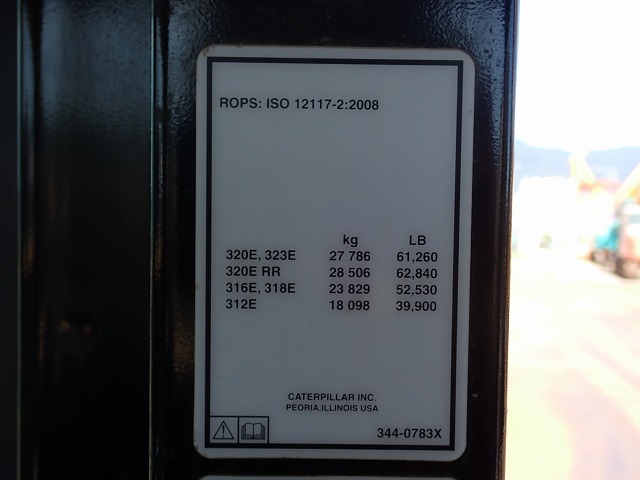 ROPS: ISO 12117-2:2008
kg LB
320E, 323E 27 786 61,260
320E RR 28 506 62,840
316E, 318E 23 829 52,530
312E 18 098 39,900
CATERPILLAR INC.
PEORIA,ILLINOIS USA
344-0783X